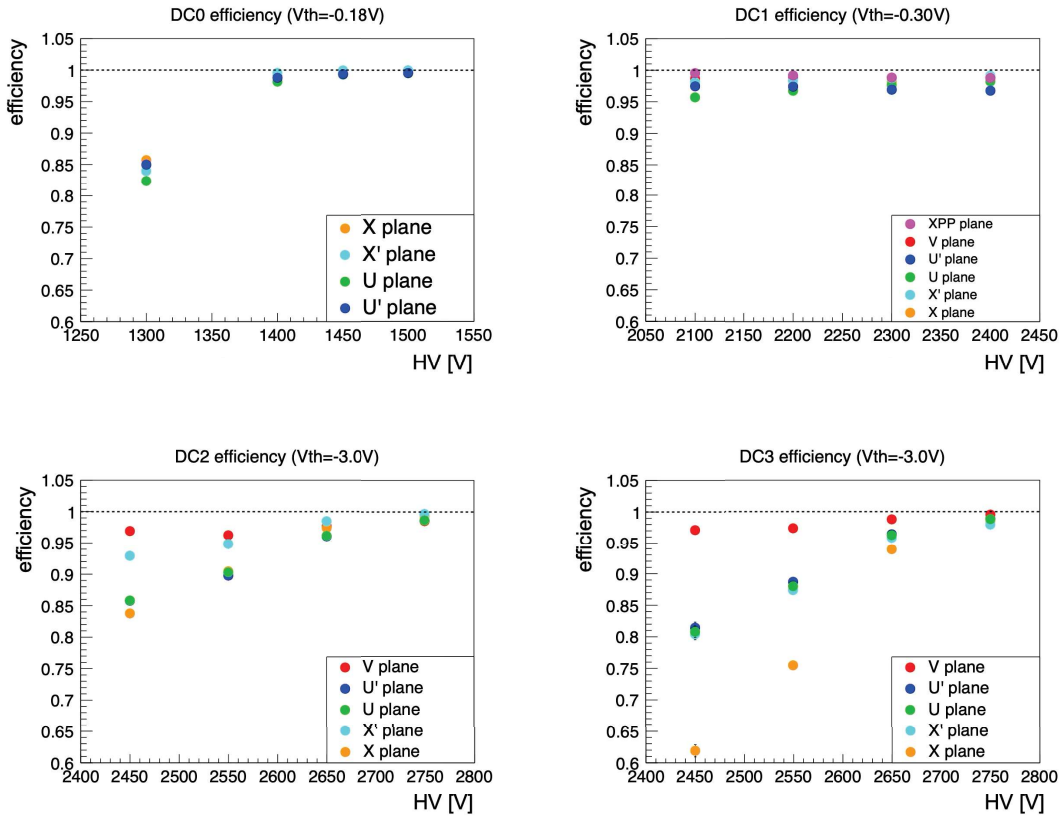 DC0 efficiency (Vth=-0.18V)
efficiency
1.05
1
0.95
0.9
0.85
0.8
0.75
0.7
0.65
0.6
X plane
X' plane
U plane
U' plane
1250 1300 1350 1400 1450 1500 1550
HV [V]
DC1 efficiency (Vth=-0.30V)
efficiency
1.05
1
0.95
0.9
0.85
0.8
0.75
0.7
0.65
0.6
XPP plane
V plane
U' plane
U plane
X' plane
X plane
2050 2100 2150 2200 2250 2300 2350 2400 2450
HV [V]
DC2 efficiency (Vth=-3.0V)
efficiency
1.05
1
0.95
0.9
0.85
0.8
0.75
0.7
0.65
0.6
V plane
U' plane
U plane
X' plane
X plane
2400 2450 2500 2550 2600 2650 2700 2750 2800
HV [V]
DC3 efficiency (Vth=-3.0V)
efficiency
1.05
1
0.95
0.9
0.85
0.8
0.75
0.7
0.65
0.6
V plane
U' plane
U plane
X' plane
X plane
2400 2450 2500 2550 2600 2650 2700 2750 2800
HV [V]